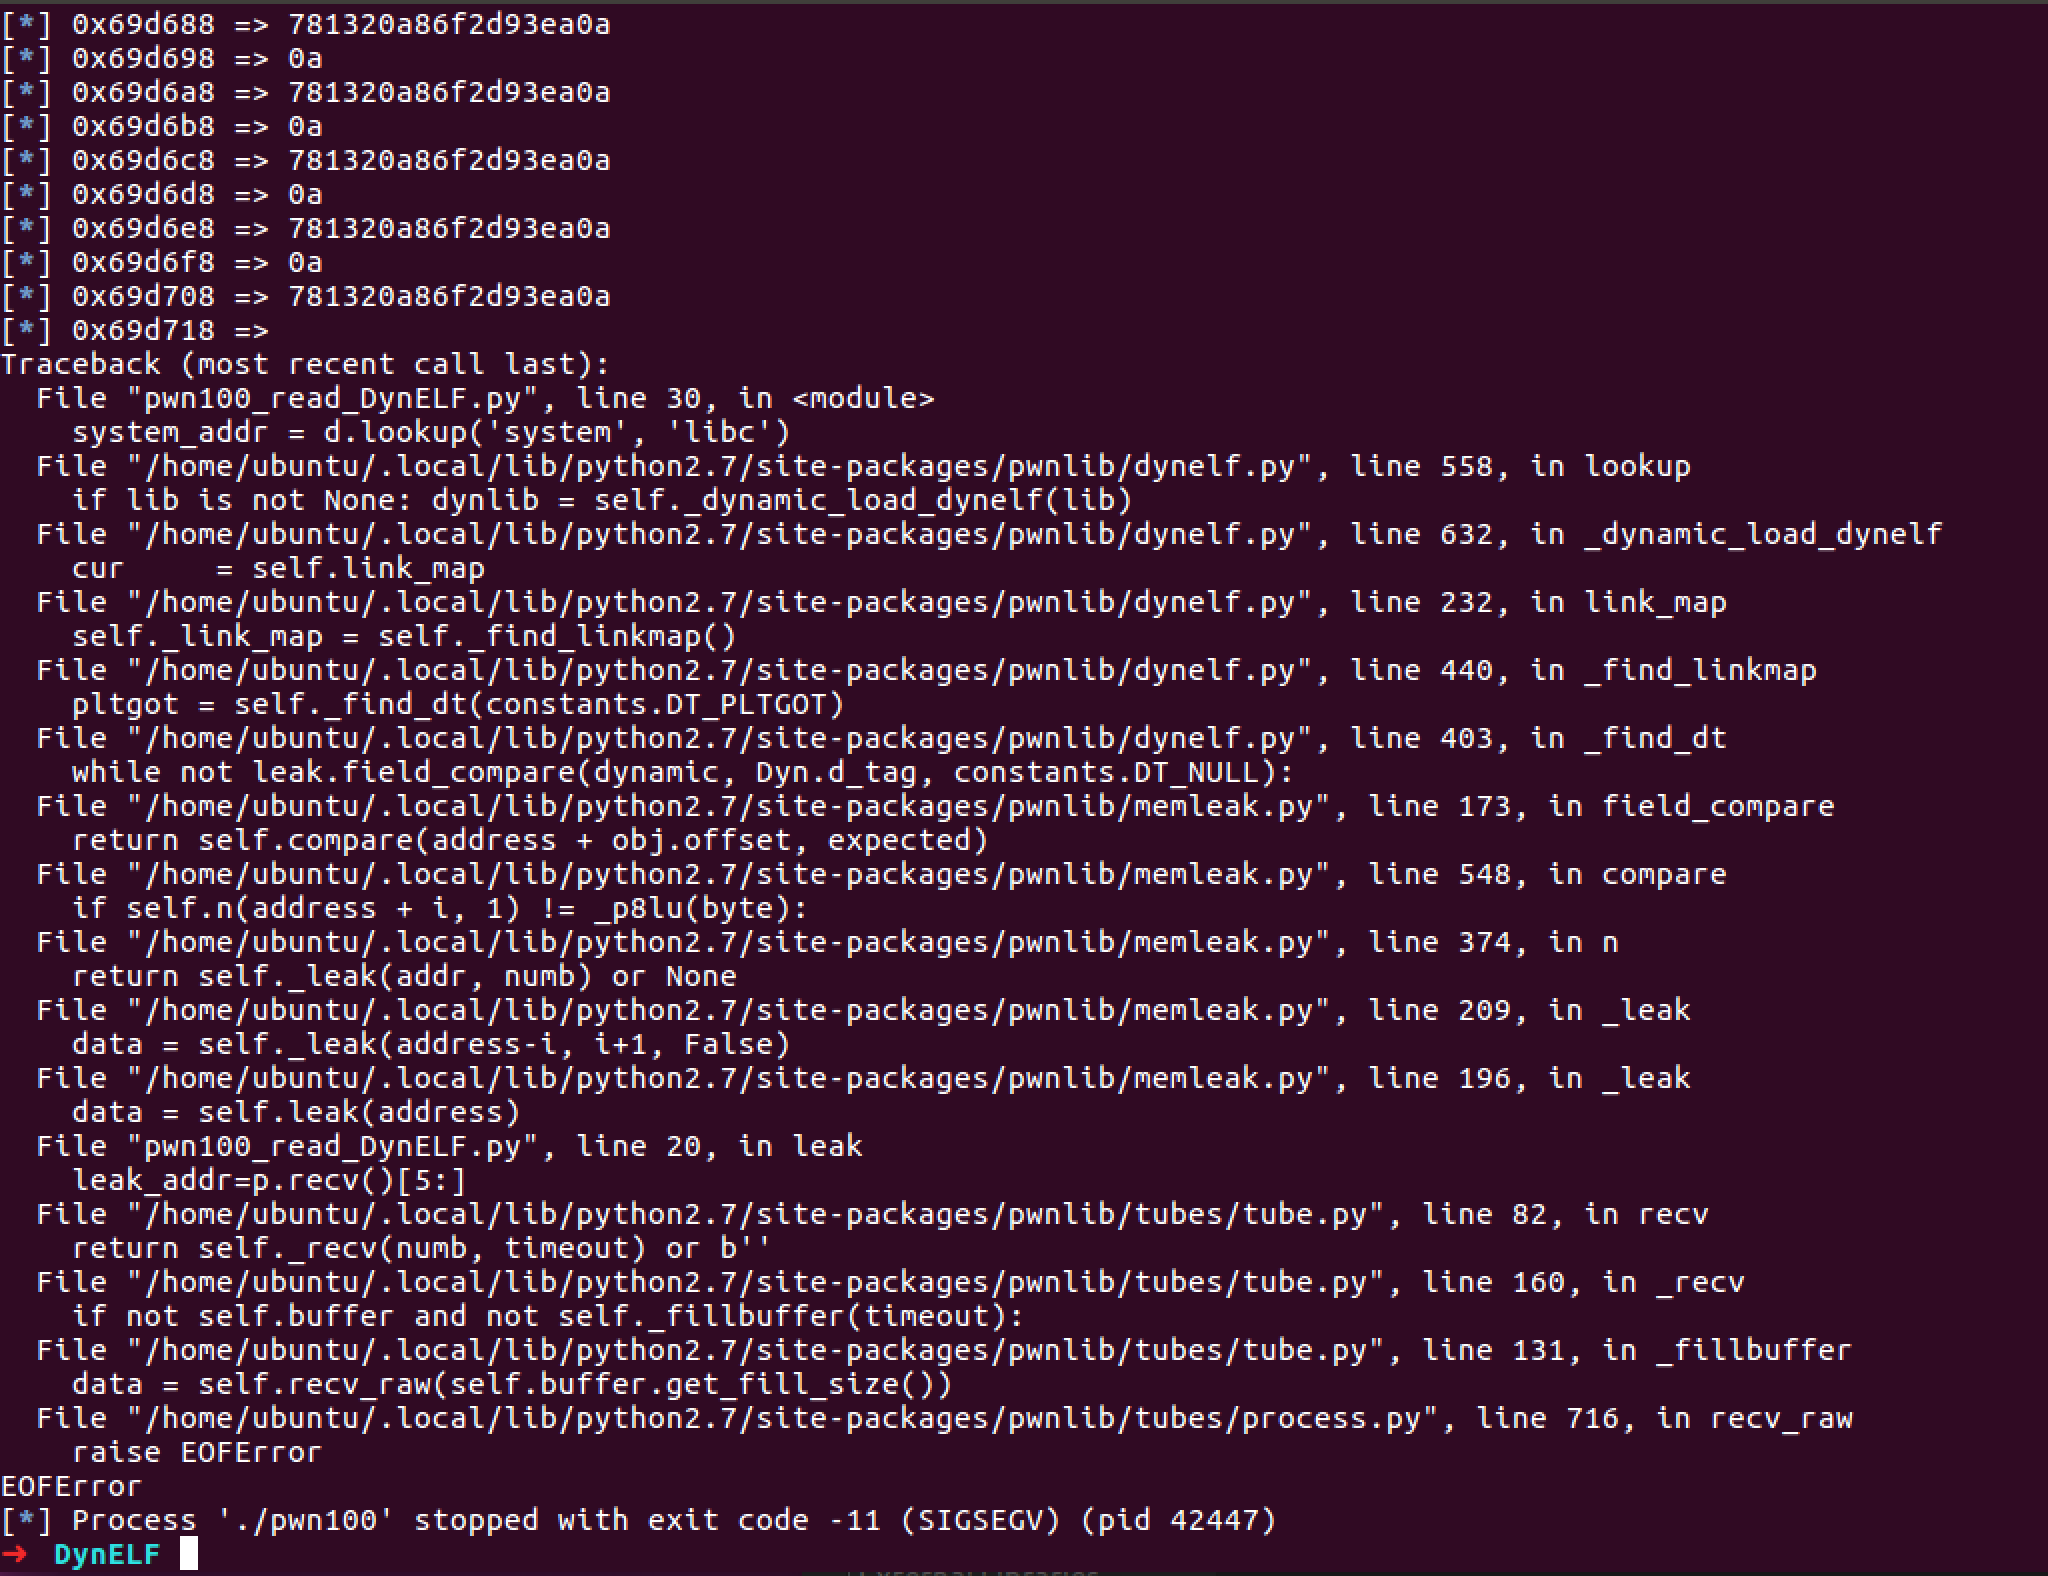 [*] 0x69d688 => 781320a86f2d93ea0a
[*] 0x69d698 => 0a
[*] 0x69d6a8 => 781320a86f2d93ea0a
[*] 0x69d6b8 => 0a
[*] 0x69d6c8 => 781320a86f2d93ea0a
[*] 0x69d6d8 => 0a
[*] 0x69d6e8 => 781320a86f2d93ea0a
[*] 0x69d6f8 => 0a
[*] 0x69d708 => 781320a86f2d93ea0a
[*] 0x69d718 =>
Traceback (most recent call last):
  File "pwn100_read_DynELF.py", line 30, in <module>
    system_addr = d.lookup('system', 'libc')
  File "/home/ubuntu/.local/lib/python2.7/site-packages/pwnlib/dynelf.py", line 558, in lookup
    if lib is not None: dynlib = self._dynamic_load_dynelf(lib)
  File "/home/ubuntu/.local/lib/python2.7/site-packages/pwnlib/dynelf.py", line 632, in _dynamic_load_dynelf
    cur     = self.link_map
  File "/home/ubuntu/.local/lib/python2.7/site-packages/pwnlib/dynelf.py", line 232, in link_map
    self._link_map = self._find_linkmap()
  File "/home/ubuntu/.local/lib/python2.7/site-packages/pwnlib/dynelf.py", line 440, in _find_linkmap
    pltgot = self._find_dt(constants.DT_PLTGOT)
  File "/home/ubuntu/.local/lib/python2.7/site-packages/pwnlib/dynelf.py", line 403, in _find_dt
    while not leak.field_compare(dynamic, Dyn.d_tag, constants.DT_NULL):
  File "/home/ubuntu/.local/lib/python2.7/site-packages/pwnlib/memleak.py", line 173, in field_compare
    return self.compare(address + obj.offset, expected)
  File "/home/ubuntu/.local/lib/python2.7/site-packages/pwnlib/memleak.py", line 548, in compare
    if self.n(address + i, 1) != _p8lu(byte):
  File "/home/ubuntu/.local/lib/python2.7/site-packages/pwnlib/memleak.py", line 374, in n
    return self._leak(addr, numb) or None
  File "/home/ubuntu/.local/lib/python2.7/site-packages/pwnlib/memleak.py", line 209, in _leak
    data = self._leak(address-i, i+1, False)
  File "/home/ubuntu/.local/lib/python2.7/site-packages/pwnlib/memleak.py", line 196, in _leak
    data = self.leak(address)
  File "pwn100_read_DynELF.py", line 20, in leak
    leak_addr=p.recv()[5:]
  File "/home/ubuntu/.local/lib/python2.7/site-packages/pwnlib/tubes/tube.py", line 82, in recv
    return self._recv(numb, timeout) or b''
  File "/home/ubuntu/.local/lib/python2.7/site-packages/pwnlib/tubes/tube.py", line 160, in _recv
    if not self.buffer and not self._fillbuffer(timeout):
  File "/home/ubuntu/.local/lib/python2.7/site-packages/pwnlib/tubes/tube.py", line 131, in _fillbuffer
    data = self.recv_raw(self.buffer.get_fill_size())
  File "/home/ubuntu/.local/lib/python2.7/site-packages/pwnlib/tubes/process.py", line 716, in recv_raw
    raise EOFError
EOFError
[*] Process './pwn100' stopped with exit code -11 (SIGSEGV) (pid 42447)
➜  DynELF